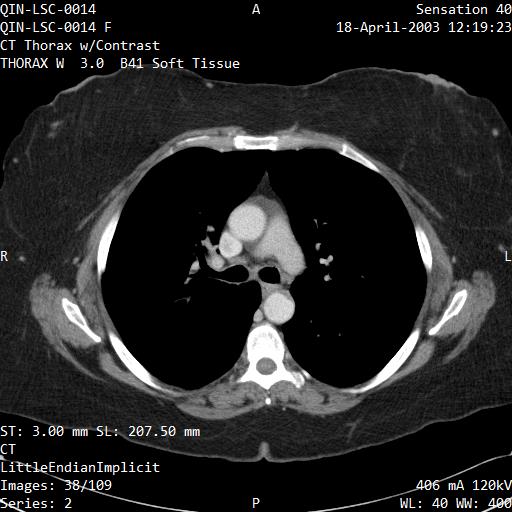 QIN-LSC-0014 A Sensation 40
QIN-LSC-0014 F 18-April-2003 12:19:23
CT Thorax w/Contrast
THORAX W 3.0 B41 Soft Tissue
R L
ST: 3.00 mm SL: 207.50 mm
CT
LittleEndianImplicit
Images: 38/109 406 mA 120kV
Series: 2 P WL: 40 WW: 400